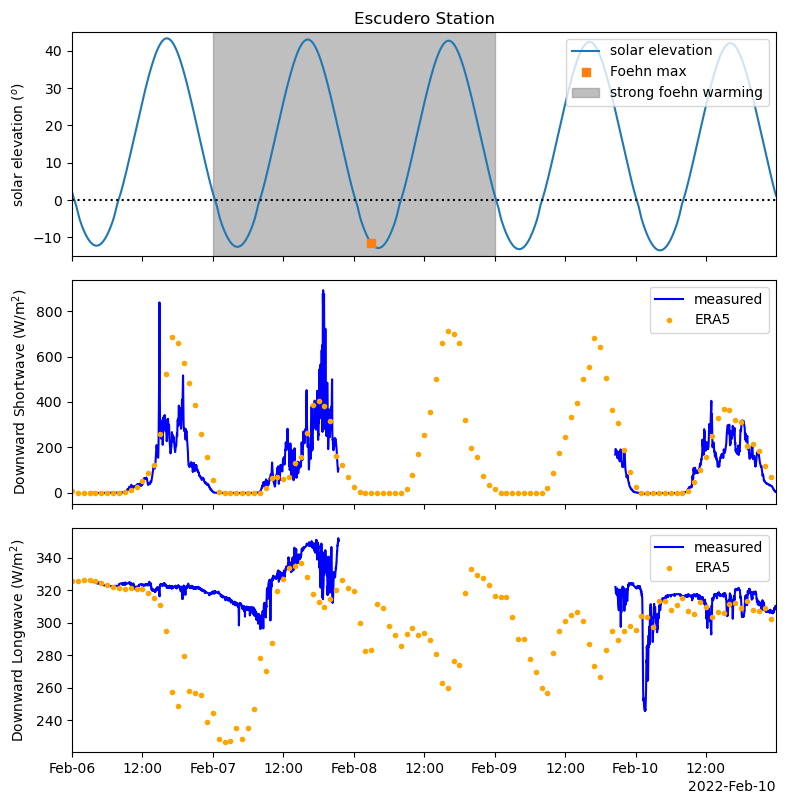 Escudero Station
solar elevation (°)
40
30
20
10
0
−10
solar elevation
Foehn max
strong foehn warming
Downward Shortwave (W/m²)
800
600
400
200
0
measured
ERA5
Downward Longwave (W/m²)
340
320
300
280
260
240
measured
ERA5
Feb-06 12:00 Feb-07 12:00 Feb-08 12:00 Feb-09 12:00 Feb-10 12:00
2022-Feb-10